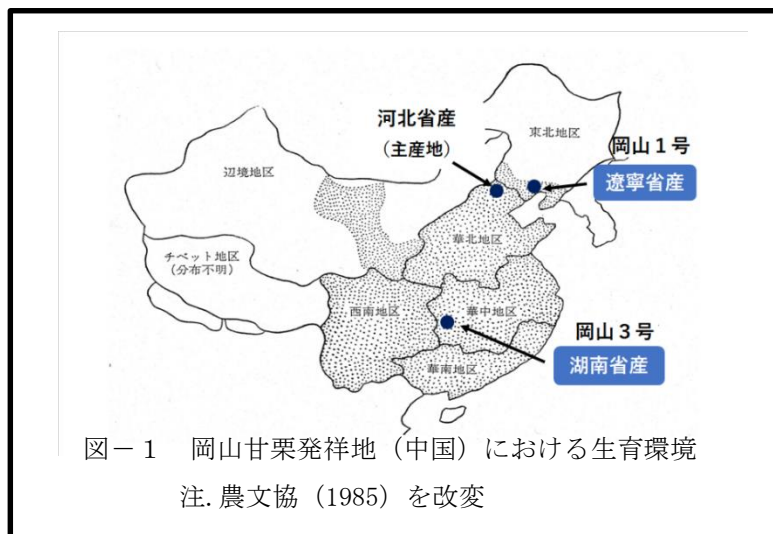 河北省産
（主産地）
東北地区
岡山１号
遼寧省産
辺境地区
華北地区
チベット地区
（分布不明）
西南地区
華中地区
岡山３号
湖南省産
華南地区
図－１　岡山甘栗発祥地（中国）における生育環境
注.農文協（1985）を改変